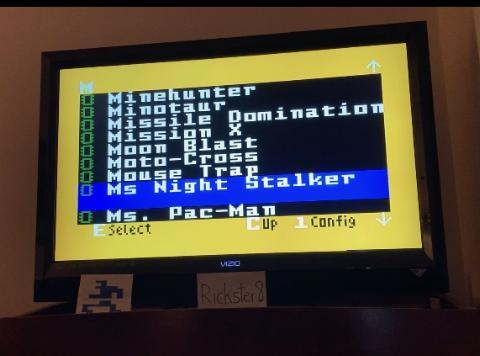 M
Minehunter
Minotaur
Missile Domination
Mission X
Moon Blast
Moto-Cross
Mouse Trap
Ms Night Stalker
Ms. Pac-Man
E Select C Up 1 Config
VIZIO
Rickster8